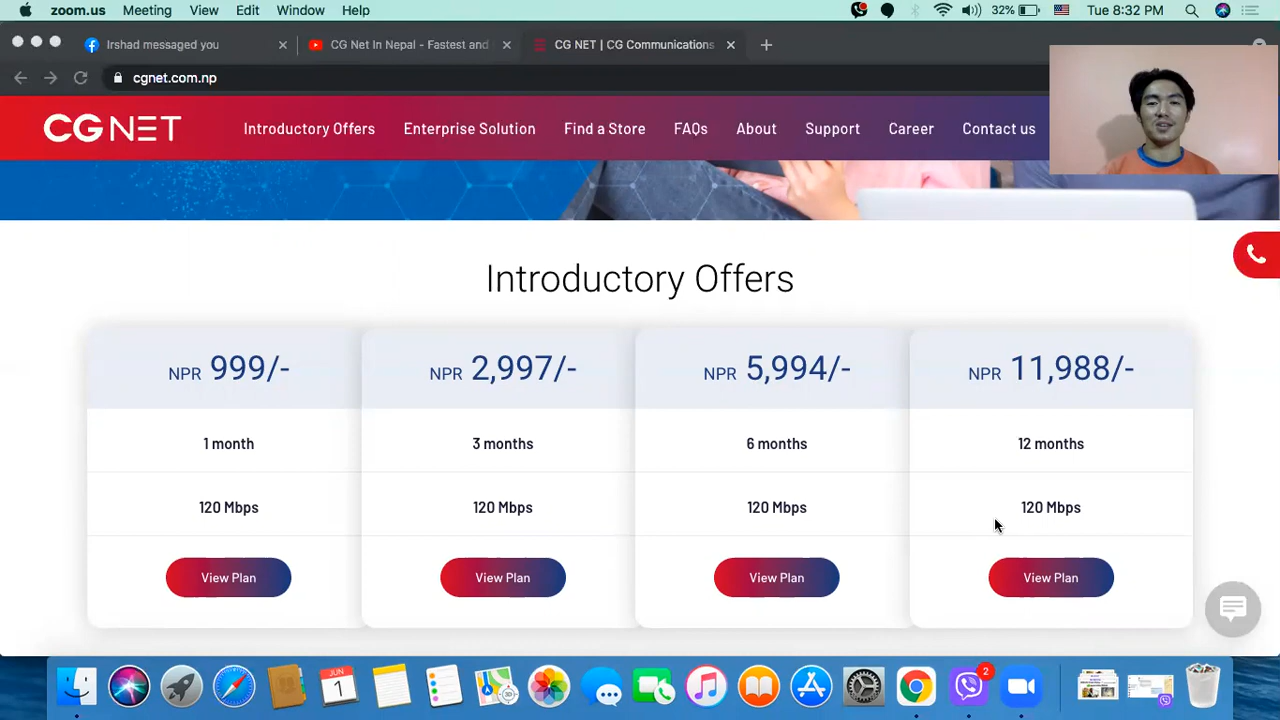 zoom.us Meeting View Edit Window Help 32% Tue 8:32 PM
Irshad messaged you CG Net In Nepal - Fastest and CG NET | CG Communications
cgnet.com.np
CG NET Introductory Offers Enterprise Solution Find a Store FAQs About Support Career Contact us
Introductory Offers
NPR 999/- NPR 2,997/- NPR 5,994/- NPR 11,988/-
1 month 3 months 6 months 12 months
120 Mbps 120 Mbps 120 Mbps 120 Mbps
View Plan View Plan View Plan View Plan
JUN
1
2